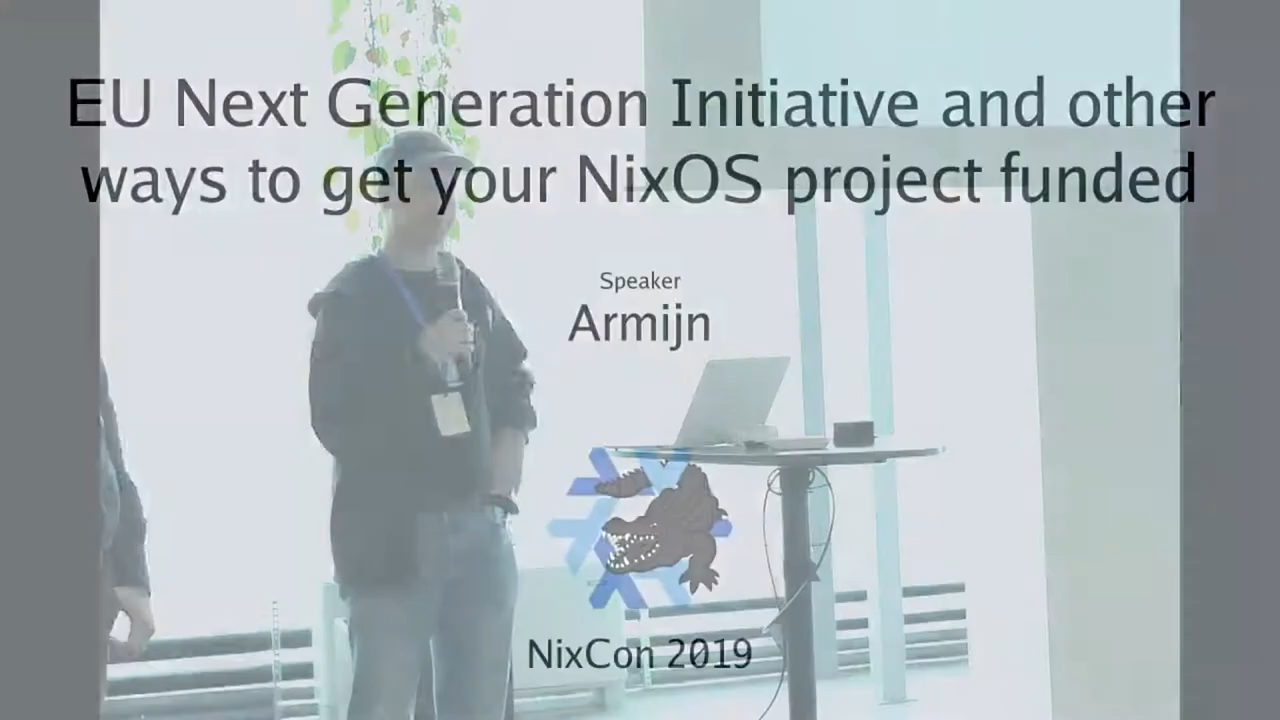 EU Next Generation Initiative and other
ways to get your NixOS project funded
Speaker
Armijn
NixCon 2019